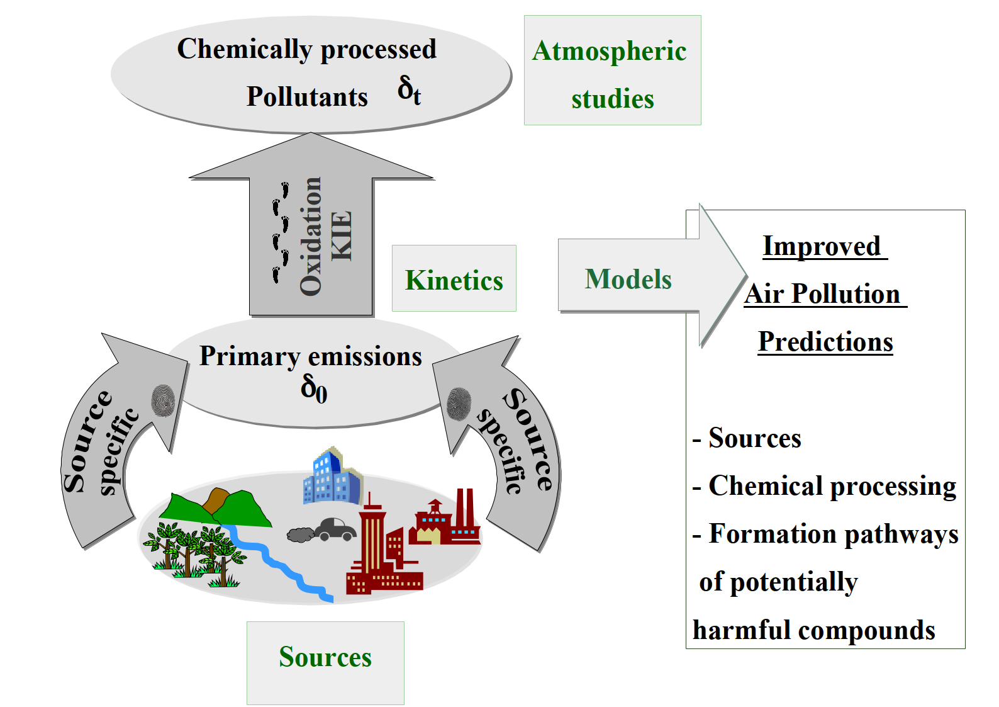 Chemically processed
Pollutants δt
Atmospheric
studies
Oxidation
KIE
Kinetics
Models
Primary emissions
δ0
Source
specific
Source
specific
Sources
Improved
Air Pollution
Predictions
- Sources
- Chemical processing
- Formation pathways
of potentially
harmful compounds